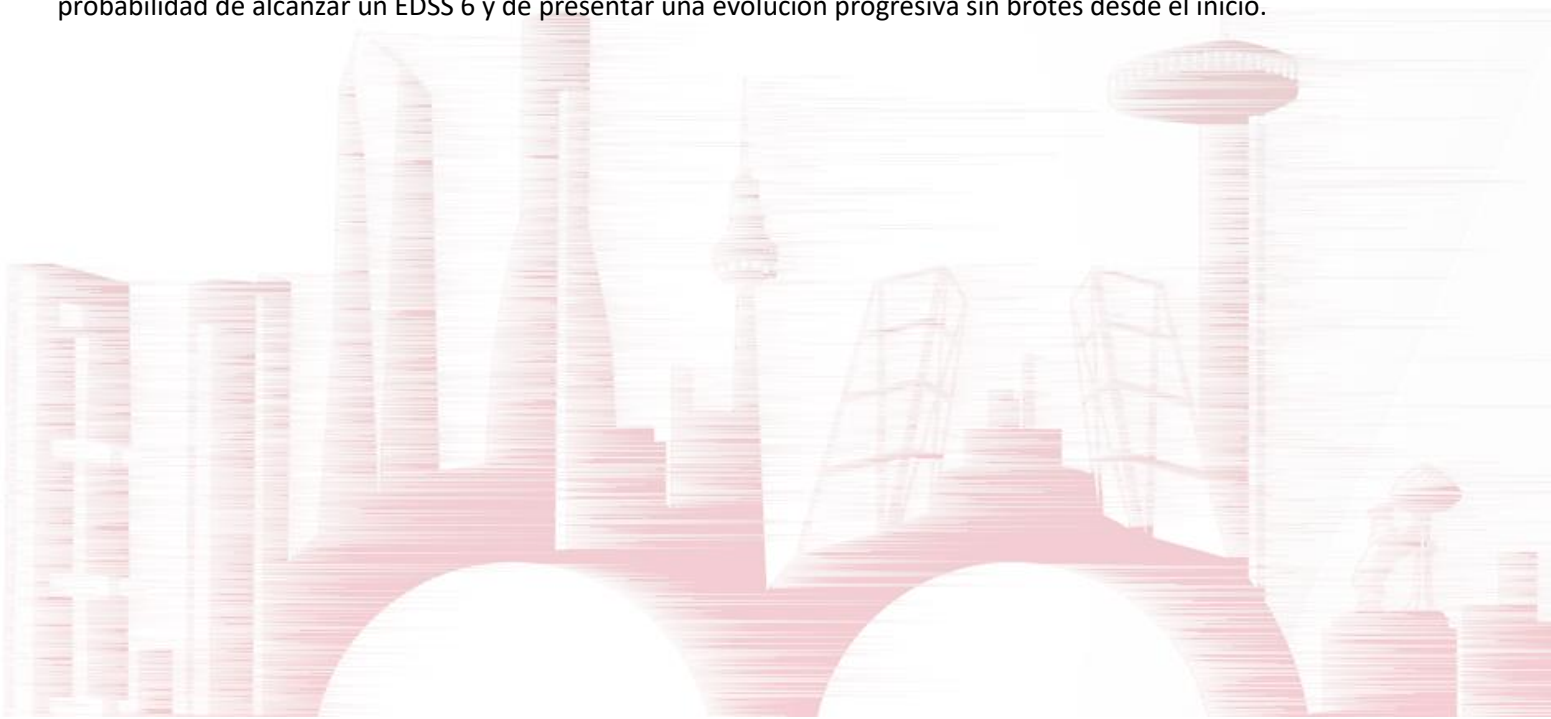 probabilidad de alcanzar un EDSS 6 y de presentar una evolución progresiva sin brotes desde el inicio.